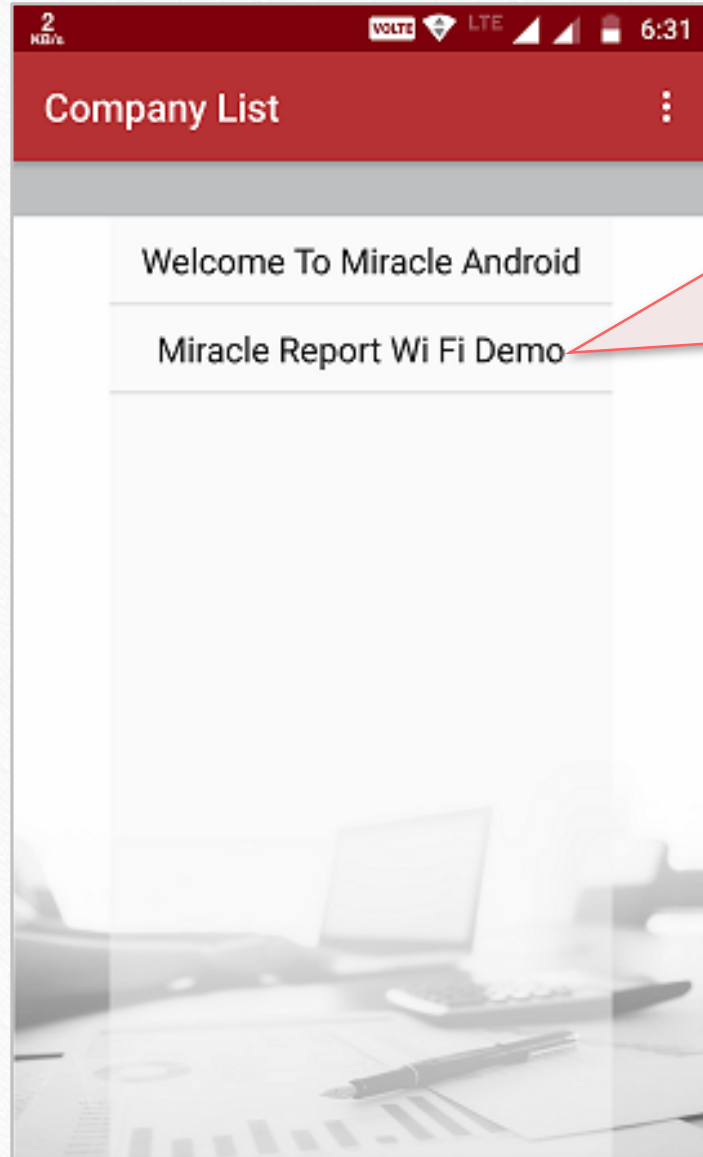 2
KB/s
VOLTE LTE 6:31
Company List
Welcome To Miracle Android
Miracle Report Wi Fi Demo